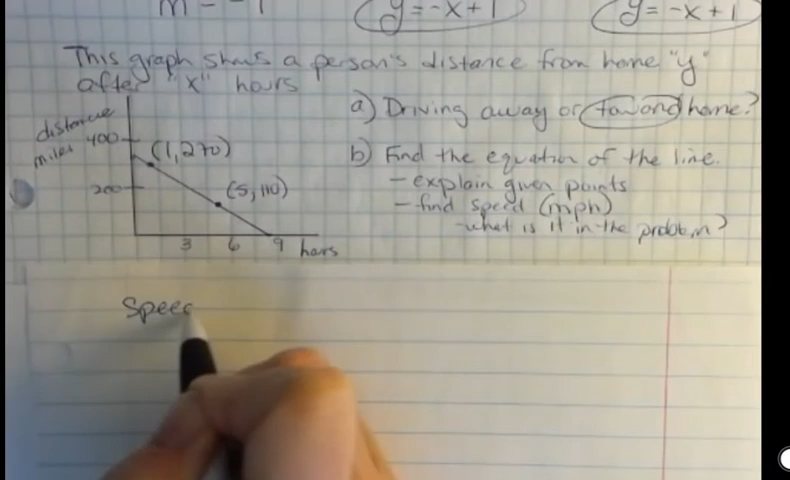 m = -1
y = -x + 1
y = -x + 1
This graph shows a person's distance from home "y"
after "x" hours
a) Driving away or toward home?
distance
miles
400
(1,270)
b) Find the equation of the line.
200
(5,110)
- explain given points
- find speed (mph)
- what is it in the problem?
3 6 9 hours
Speed